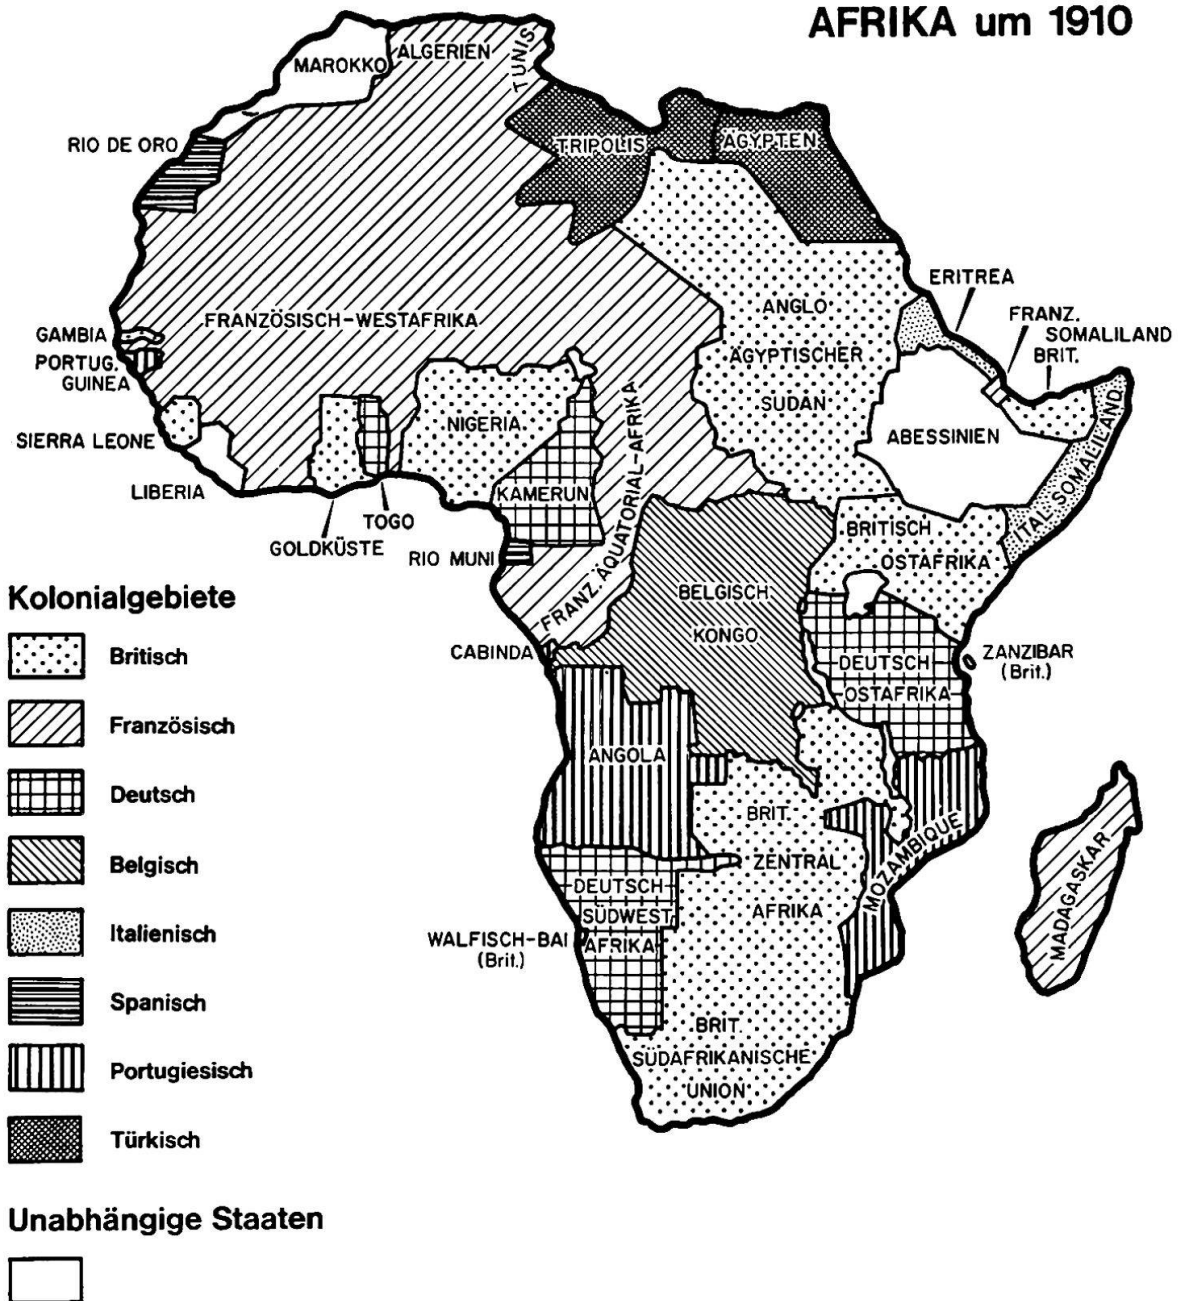 AFRIKA um 1910
MAROKKO
ALGERIEN
TUNIS
RIO DE ORO
TRIPOLIS
ÄGYPTEN
ERITREA
FRANZ.
SOMALILAND
BRIT.
GAMBIA
PORTUG.
GUINEA
FRANZÖSISCH-WESTAFRIKA
ANGLO
ÄGYPTISCHER
SUDAN
SIERRA LEONE
NIGERIA
ABESSINIEN
ITAL. SOMALILAND
LIBERIA
GOLDKÜSTE
TOGO
KAMERUN
RIO MUNI
FRANZ. ÄQUATORIAL-AFRIKA
BRITISCH
OSTAFRIKA
BELGISCH
KONGO
CABINDA
DEUTSCH
OSTAFRIKA
ZANZIBAR
(Brit.)
ANGOLA
BRIT.
ZENTRAL
AFRIKA
MOZAMBIQUE
MADAGASKAR
DEUTSCH
SÜDWEST
AFRIKA
WALFISCH-BAI
(Brit.)
BRIT.
SÜDAFRIKANISCHE
UNION
Kolonialgebiete
Britisch
Französisch
Deutsch
Belgisch
Italienisch
Spanisch
Portugiesisch
Türkisch
Unabhängige Staaten